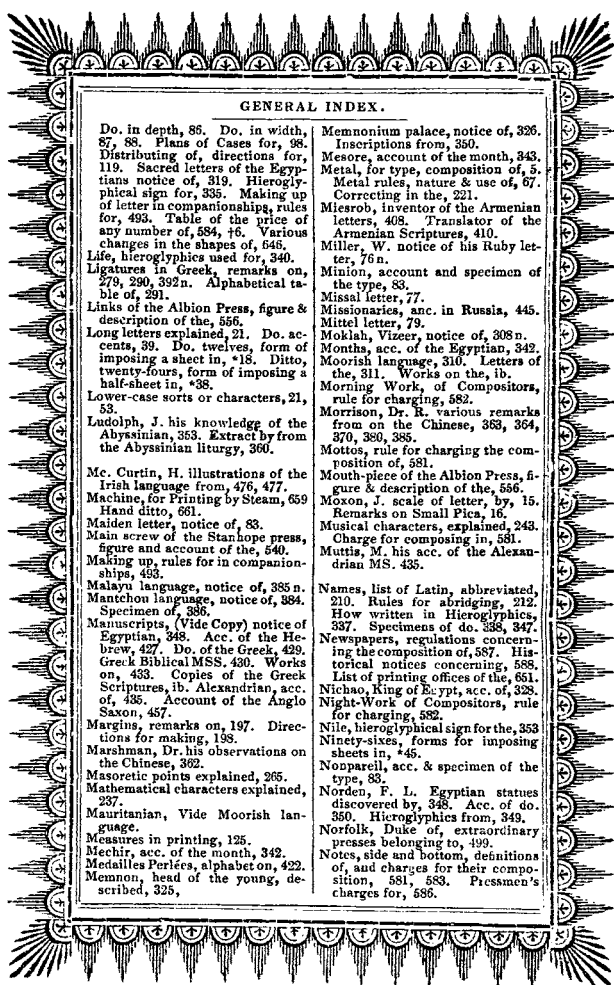 GENERAL INDEX.
Do. in depth, 86. Do. in width,
87, 88. Plans of Cases for, 98.
Distributing of, directions for,
119. Sacred letters of the Egyp-
tians notice of, 319. Hierogly-
phical sign for, 335. Making up
of letter in companionships, rules
for, 493. Table of the price of
any number of, 584, †6. Various
changes in the shapes of, 646.
Life, hieroglyphics used for, 340.
Ligatures in Greek, remarks on,
279, 290, 392n. Alphabetical ta-
ble of, 291.
Links of the Albion Press, figure &
description of the, 556.
Long letters explained, 21. Do. ac-
cents, 39. Do. twelves, form of
imposing a sheet in, *18. Ditto,
twenty-fours, form of imposing a
half-sheet in, *38.
Lower-case sorts or characters, 21,
53.
Ludolph, J. his knowledge of the
Abyssinian, 353. Extract by from
the Abyssinian liturgy, 360.
Mc. Curtin, H. illustrations of the
Irish language from, 476, 477.
Machine, for Printing by Steam, 659
Hand ditto, 661.
Maiden letter, notice of, 83.
Main screw of the Stanhope press,
figure and account of the, 540.
Making up, rules for in companion-
ships, 493.
Malayu language, notice of, 385n.
Mantchou language, notice of, 384.
Specimen of, 386.
Manuscripts, (Vide Copy) notice of
Egyptian, 348. Acc. of the He-
brew, 427. Do. of the Greek, 429.
Greek Biblical MSS. 430. Works
on, 433. Copies of the Greek
Scriptures, ib. Alexandrian, acc.
of, 435. Account of the Anglo
Saxon, 457.
Margins, remarks on, 197. Direc-
tions for making, 198.
Marshman, Dr. his observations on
the Chinese, 362.
Masoretic points explained, 265.
Mathematical characters explained,
237.
Mauritanian, Vide Moorish lan-
guage.
Measures in printing, 125.
Mechir, acc. of the month, 342.
Medailles Perlées, alphabet on, 422.
Memnon, head of the young, de-
scribed, 325,
Memnonium palace, notice of, 326.
Inscriptions from, 350.
Mesore, account of the month, 343.
Metal, for type, composition of, 5.
Metal rules, nature & use of, 67.
Correcting in the, 221.
Miesrob, inventor of the Armenian
letters, 408. Translator of the
Armenian Scriptures, 410.
Miller, W. notice of his Ruby let-
ter, 76n.
Minion, account and specimen of
the type, 83.
Missal letter, 77.
Missionaries, anc. in Russia, 445.
Mittel letter, 79.
Moklah, Vizeer, notice of, 308n.
Months, acc. of the Egyptian, 342.
Moorish language, 310. Letters of
the, 311. Works on the, ib.
Morning Work, of Compositors,
rule for charging, 582.
Morrison, Dr. R. various remarks
from on the Chinese, 363, 364,
370, 380, 385.
Mottos, rule for charging the com-
position of, 581.
Mouth-piece of the Albion Press, fi-
gure & description of the, 556.
Moxon, J. scale of letter, by, 15.
Remarks on Small Pica, 16.
Musical characters, explained, 243.
Charge for composing in, 581.
Muttis, M. his acc. of the Alexan-
drian MS. 435.
Names, list of Latin, abbreviated,
210. Rules for abridging, 212.
How written in Hieroglyphics,
337. Specimens of do. 338, 347.
Newspapers, regulations concern-
ing the composition of, 587. His-
torical notices concerning, 588.
List of printing offices of the, 651.
Nichao, King of Egypt, acc. of, 328.
Night-Work of Compositors, rule
for charging, 582.
Nile, hieroglyphical sign for the, 353
Ninety-sixes, forms for imposing
sheets in, *45.
Nonpareil, acc. & specimen of the
type, 83.
Norden, F. L. Egyptian statues
discovered by, 348. Acc. of do.
350. Hieroglyphics from, 349.
Norfolk, Duke of, extraordinary
presses belonging to, 499.
Notes, side and bottom, definitions
of, and charges for their compo-
sition, 581, 583. Pressmen's
charges for, 586.